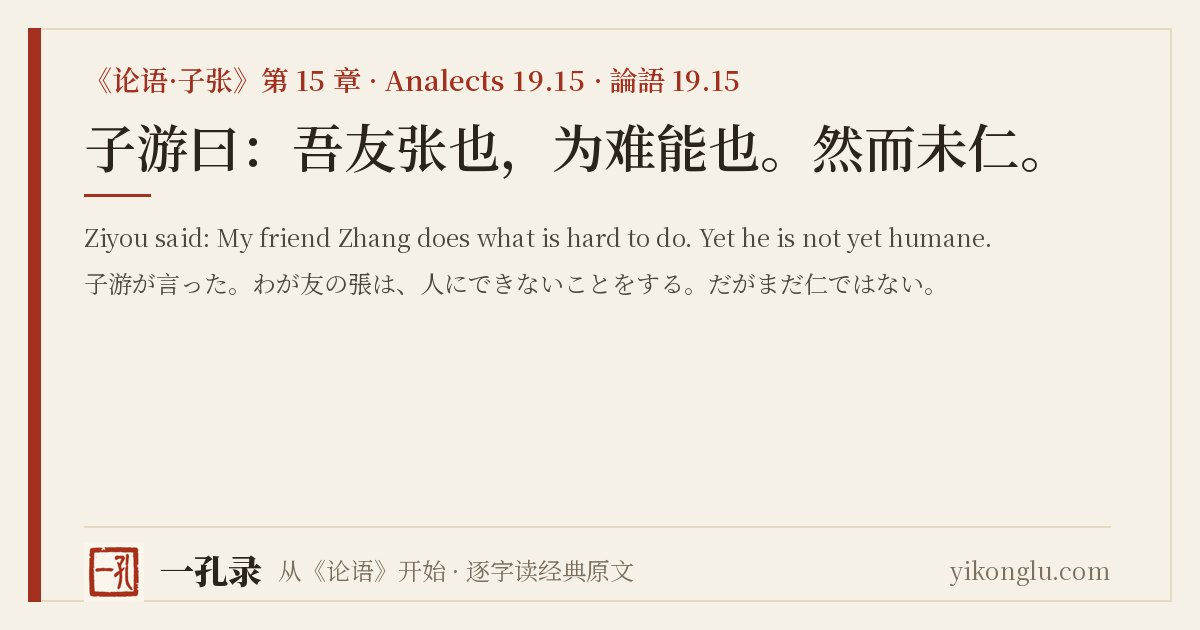 《论语·子张》第 15 章 · Analects 19.15 · 論語 19.15
子游曰：吾友张也，为难能也。然而未仁。
Ziyou said: My friend Zhang does what is hard to do. Yet he is not yet humane.
子游が言った。わが友の張は、人にできないことをする。だがまだ仁ではない。
一孔
一孔录 从《论语》开始 · 逐字读经典原文 yikonglu.com